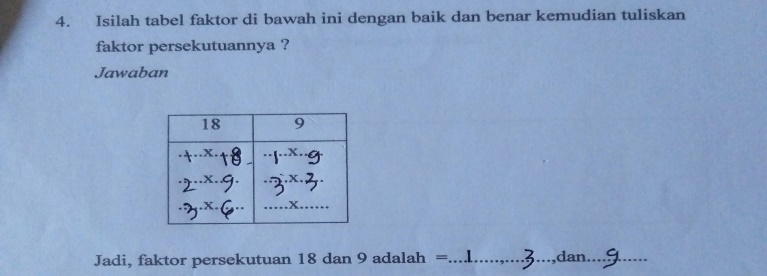 4. Isilah tabel faktor di bawah ini dengan baik dan benar kemudian tuliskan
faktor persekutuannya ?
Jawaban
18 9
.1..x..18 ..1..x..9
.2..x..9. ..3.x.3.
..3.x.6.. .....x......
Jadi, faktor persekutuan 18 dan 9 adalah =...1.....,....3...,dan....9......